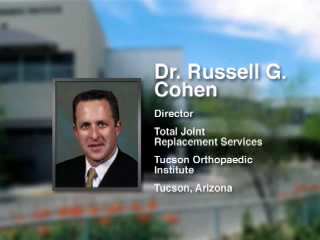 Dr. Russell G.
Cohen
Director
Total Joint
Replacement Services
Tucson Orthopaedic
Institute
Tucson, Arizona